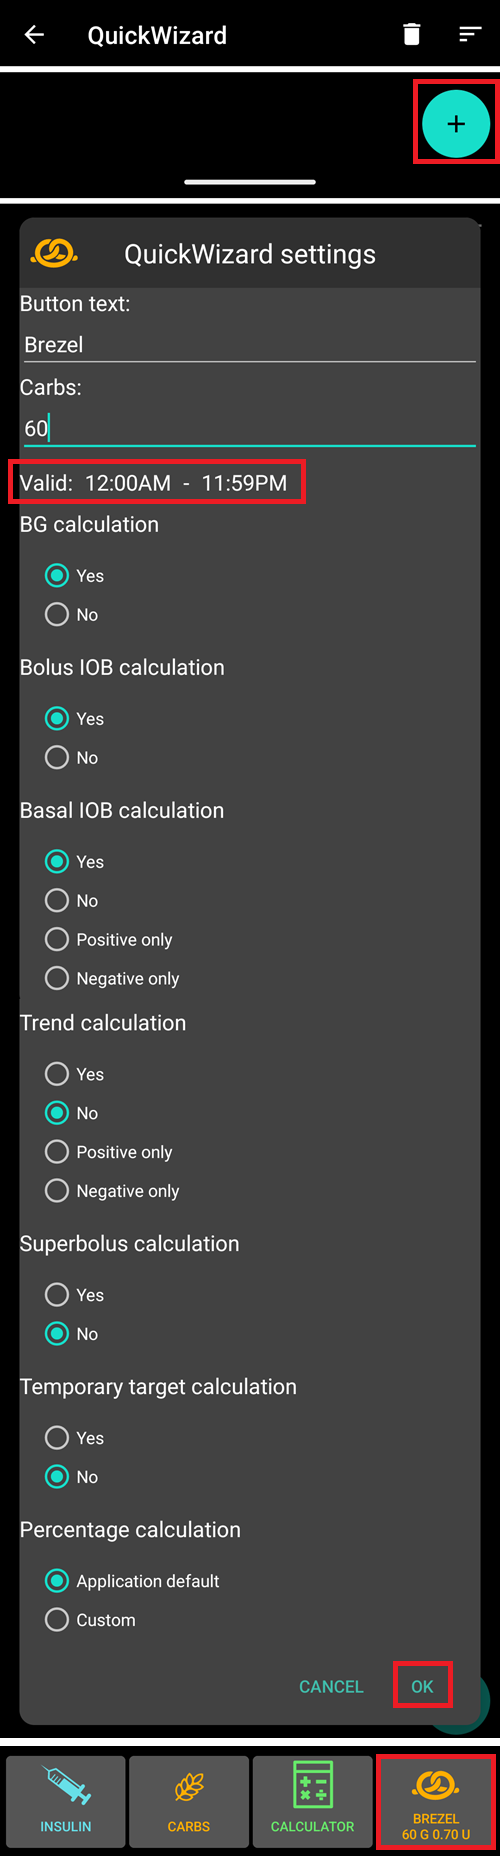 QuickWizard
QuickWizard settings
Button text:
Brezel
Carbs:
60
Valid: 12:00AM - 11:59PM
BG calculation
Yes
No
Bolus IOB calculation
Yes
No
Basal IOB calculation
Yes
No
Positive only
Negative only
Trend calculation
Yes
No
Positive only
Negative only
Superbolus calculation
Yes
No
Temporary target calculation
Yes
No
Percentage calculation
Application default
Custom
CANCEL OK
INSULIN CARBS CALCULATOR BREZEL
60 G 0.70 U